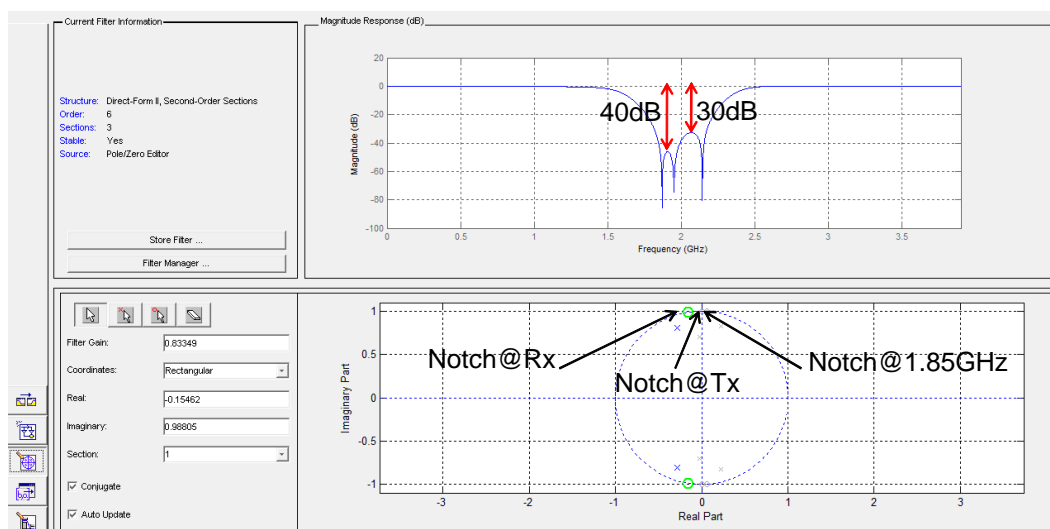 Current Filter Information
Structure: Direct-Form II, Second-Order Sections
Order: 6
Sections: 3
Stable: Yes
Source: Pole/Zero Editor
Store Filter ...
Filter Manager ...
Magnitude Response (dB)
20
0
-20
-40
-60
-80
-100
Magnitude (dB)
40dB
30dB
0
0.5
1
1.5
2
2.5
3
3.5
Frequency (GHz)
Filter Gain: 0.83349
Coordinates: Rectangular
Real: -0.15462
Imaginary: 0.98805
Section: 1
Conjugate
Auto Update
1
0.5
0
-0.5
-1
Imaginary Part
Notch@Rx
Notch@Tx
Notch@1.85GHz
-3
-2
-1
0
1
2
3
Real Part